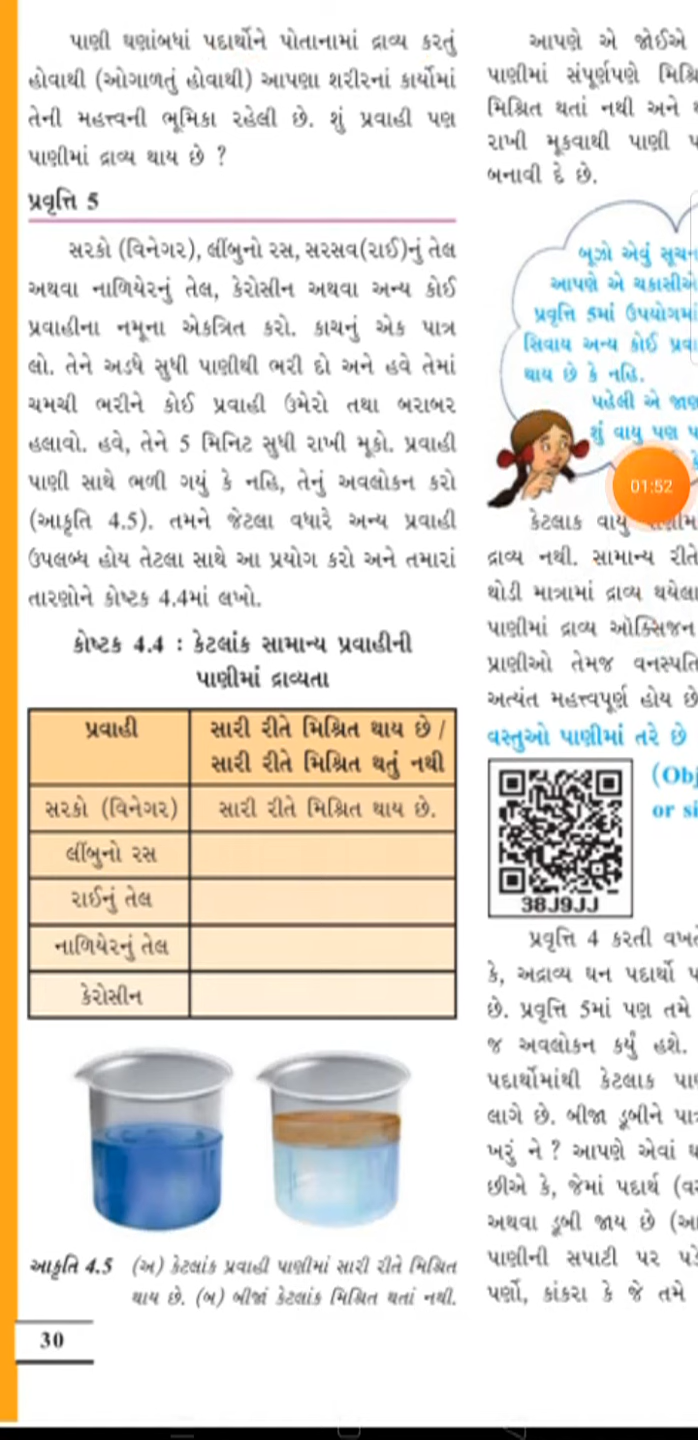 પાણી ઘણાંબધાં પદાર્થોને પોતાનામાં દ્રાવ્ય કરતું
હોવાથી (ઓગાળતું હોવાથી) આપણા શરીરનાં કાર્યોમાં
તેની મહત્ત્વની ભૂમિકા રહેલી છે. શું પ્રવાહી પણ
પાણીમાં દ્રાવ્ય થાય છે ?
પ્રવૃત્તિ 5
સરકો (વિનેગર), લીંબુનો રસ, સરસવ(રાઈ)નું તેલ
અથવા નાળિયેરનું તેલ, કેરોસીન અથવા અન્ય કોઈ
પ્રવાહીના નમૂના એકત્રિત કરો. કાચનું એક પાત્ર
લો. તેને અડધે સુધી પાણીથી ભરી દો અને હવે તેમાં
ચમચી ભરીને કોઈ પ્રવાહી ઉમેરો તથા બરાબર
હલાવો. હવે, તેને 5 મિનિટ સુધી રાખી મૂકો. પ્રવાહી
પાણી સાથે ભળી ગયું કે નહિ, તેનું અવલોકન કરો
(આકૃતિ 4.5). તમને જેટલા વધારે અન્ય પ્રવાહી
ઉપલબ્ધ હોય તેટલા સાથે આ પ્રયોગ કરો અને તમારાં
તારણોને કોષ્ટક 4.4માં લખો.
કોષ્ટક 4.4 : કેટલાંક સામાન્ય પ્રવાહીની
પાણીમાં દ્રાવ્યતા
પ્રવાહી સારી રીતે મિશ્રિત થાય છે /
સારી રીતે મિશ્રિત થતું નથી
સરકો (વિનેગર) સારી રીતે મિશ્રિત થાય છે.
લીંબુનો રસ
રાઈનું તેલ
નાળિયેરનું તેલ
કેરોસીન
આકૃતિ 4.5 (અ) કેટલાંક પ્રવાહી પાણીમાં સારી રીતે મિશ્રિત
થાય છે. (બ) બીજાં કેટલાંક મિશ્રિત થતાં નથી.
30
આપણે એ જોઈએ
પાણીમાં સંપૂર્ણપણે
મિશ્રિત થતાં નથી અને
રાખી મૂકવાથી પાણી
બનાવી દે છે.
બૂઝો એવું
આપણે એ ચકાસીએ
પ્રવૃત્તિ 5માં ઉપયોગમાં
સિવાય અન્ય કોઈ
થાય છે કે નહિ.
પહેલી એ
શું વાયુ પણ
01:52
કેટલાક વાયુ
દ્રાવ્ય નથી. સામાન્ય રીતે
થોડી માત્રામાં દ્રાવ્ય થયેલા
પાણીમાં દ્રાવ્ય ઓક્સિજન
પ્રાણીઓ તેમજ વનસ્પતિ
અત્યંત મહત્ત્વપૂર્ણ હોય છે
વસ્તુઓ પાણીમાં તરે છે
(Obj
or si
38J9JJ
પ્રવૃત્તિ 4 કરતી વખતે
કે, અદ્રાવ્ય ઘન પદાર્થો
છે. પ્રવૃત્તિ 5માં પણ તમે
જ અવલોકન કર્યું હશે.
પદાર્થોમાંથી કેટલાક
લાગે છે. બીજા ડૂબીને
ખરું ને ? આપણે એવાં
છીએ કે, જેમાં પદાર્થ
અથવા ડૂબી જાય છે
પાણીની સપાટી પર
પર્ણો, કાંકરા કે જે તમે